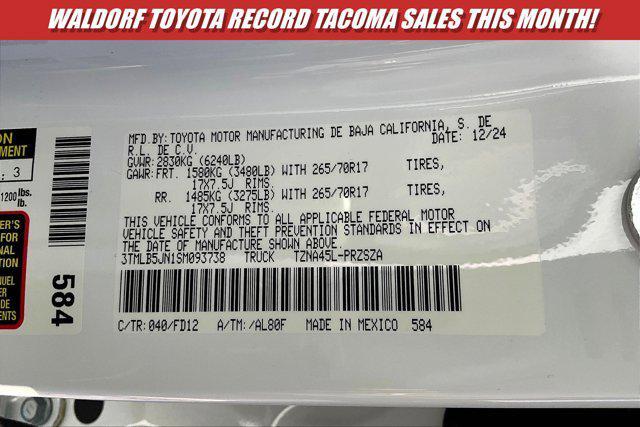 WALDORF TOYOTA RECORD TACOMA SALES THIS MONTH!
MFD.BY: TOYOTA MOTOR MANUFACTURING DE BAJA CALIFORNIA, S. DE
R.L. DE C.V. DATE: 12/24
GVWR: 2830KG (6240LB)
GAWR: FRT. 1580KG (3480LB) WITH 265/70R17 TIRES,
17X7.5J RIMS.
RR. 1485KG (3275LB) WITH 265/70R17 TIRES,
17X7.5J RIMS
THIS VEHICLE CONFORMS TO ALL APPLICABLE FEDERAL MOTOR
VEHICLE SAFETY AND THEFT PREVENTION STANDARDS IN EFFECT ON
THE DATE OF MANUFACTURE SHOWN ABOVE.
3TMLB5JN1SM093738 TRUCK TZNA45L-PRZSZA
C/TR: 040/FD12 A/TM: /AL80F MADE IN MEXICO 584
584
: 3
1200 lbs.